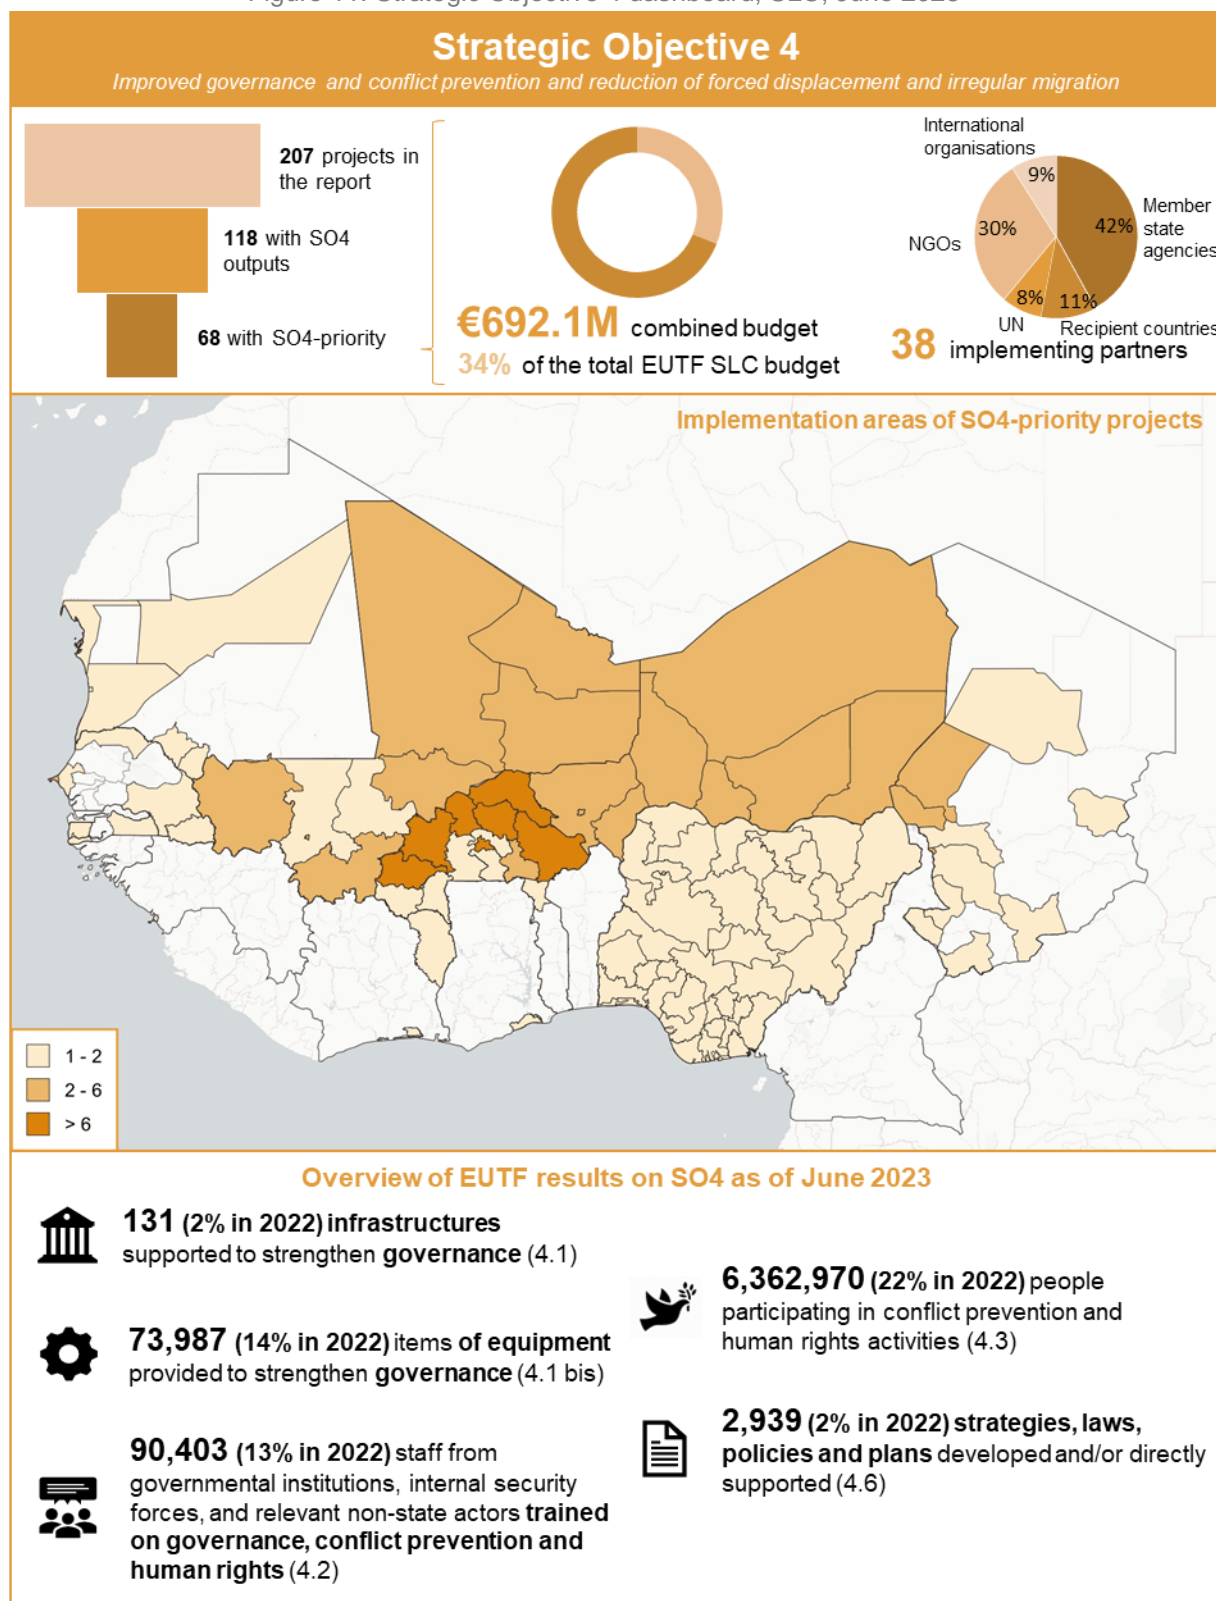 Strategic Objective 4
Improved governance and conflict prevention and reduction of forced displacement and irregular migration
207 projects in
the report
118 with SO4
outputs
68 with SO4-priority
€692.1M combined budget
34% of the total EUTF SLC budget
International
organisations
9%
42%
Member
state
agencies
30%
NGOs
8%
11%
UN
Recipient countries
38 implementing partners
Implementation areas of SO4-priority projects
1 - 2
2 - 6
> 6
Overview of EUTF results on SO4 as of June 2023
131 (2% in 2022) infrastructures
supported to strengthen governance (4.1)
73,987 (14% in 2022) items of equipment
provided to strengthen governance (4.1 bis)
90,403 (13% in 2022) staff from
governmental institutions, internal security
forces, and relevant non-state actors trained
on governance, conflict prevention and
human rights (4.2)
6,362,970 (22% in 2022) people
participating in conflict prevention and
human rights activities (4.3)
2,939 (2% in 2022) strategies, laws,
policies and plans developed and/or directly
supported (4.6)